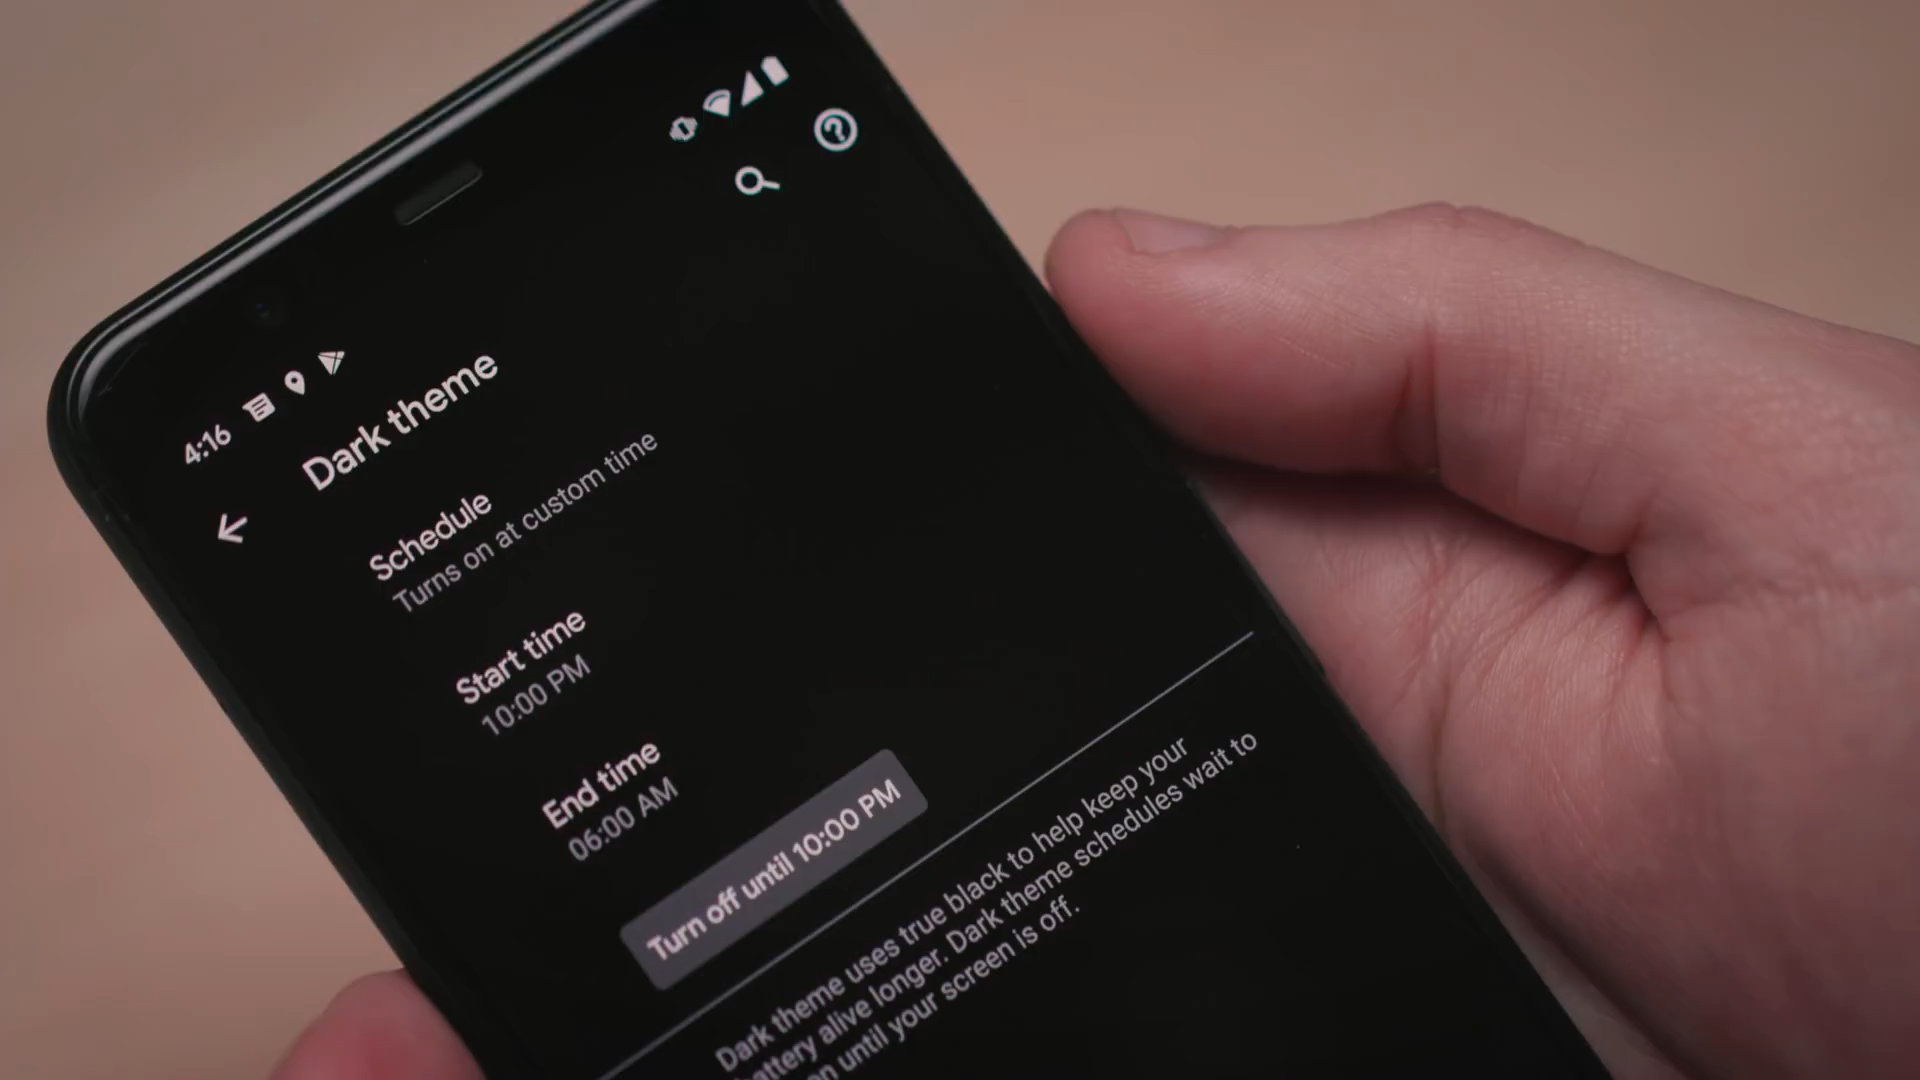 4:16
Dark theme
Schedule
Turns on at custom time
Start time
10:00 PM
End time
06:00 AM
Turn off until 10:00 PM
Dark theme uses true black to help keep your
alive longer. Dark theme schedules wait to
until your screen is off.